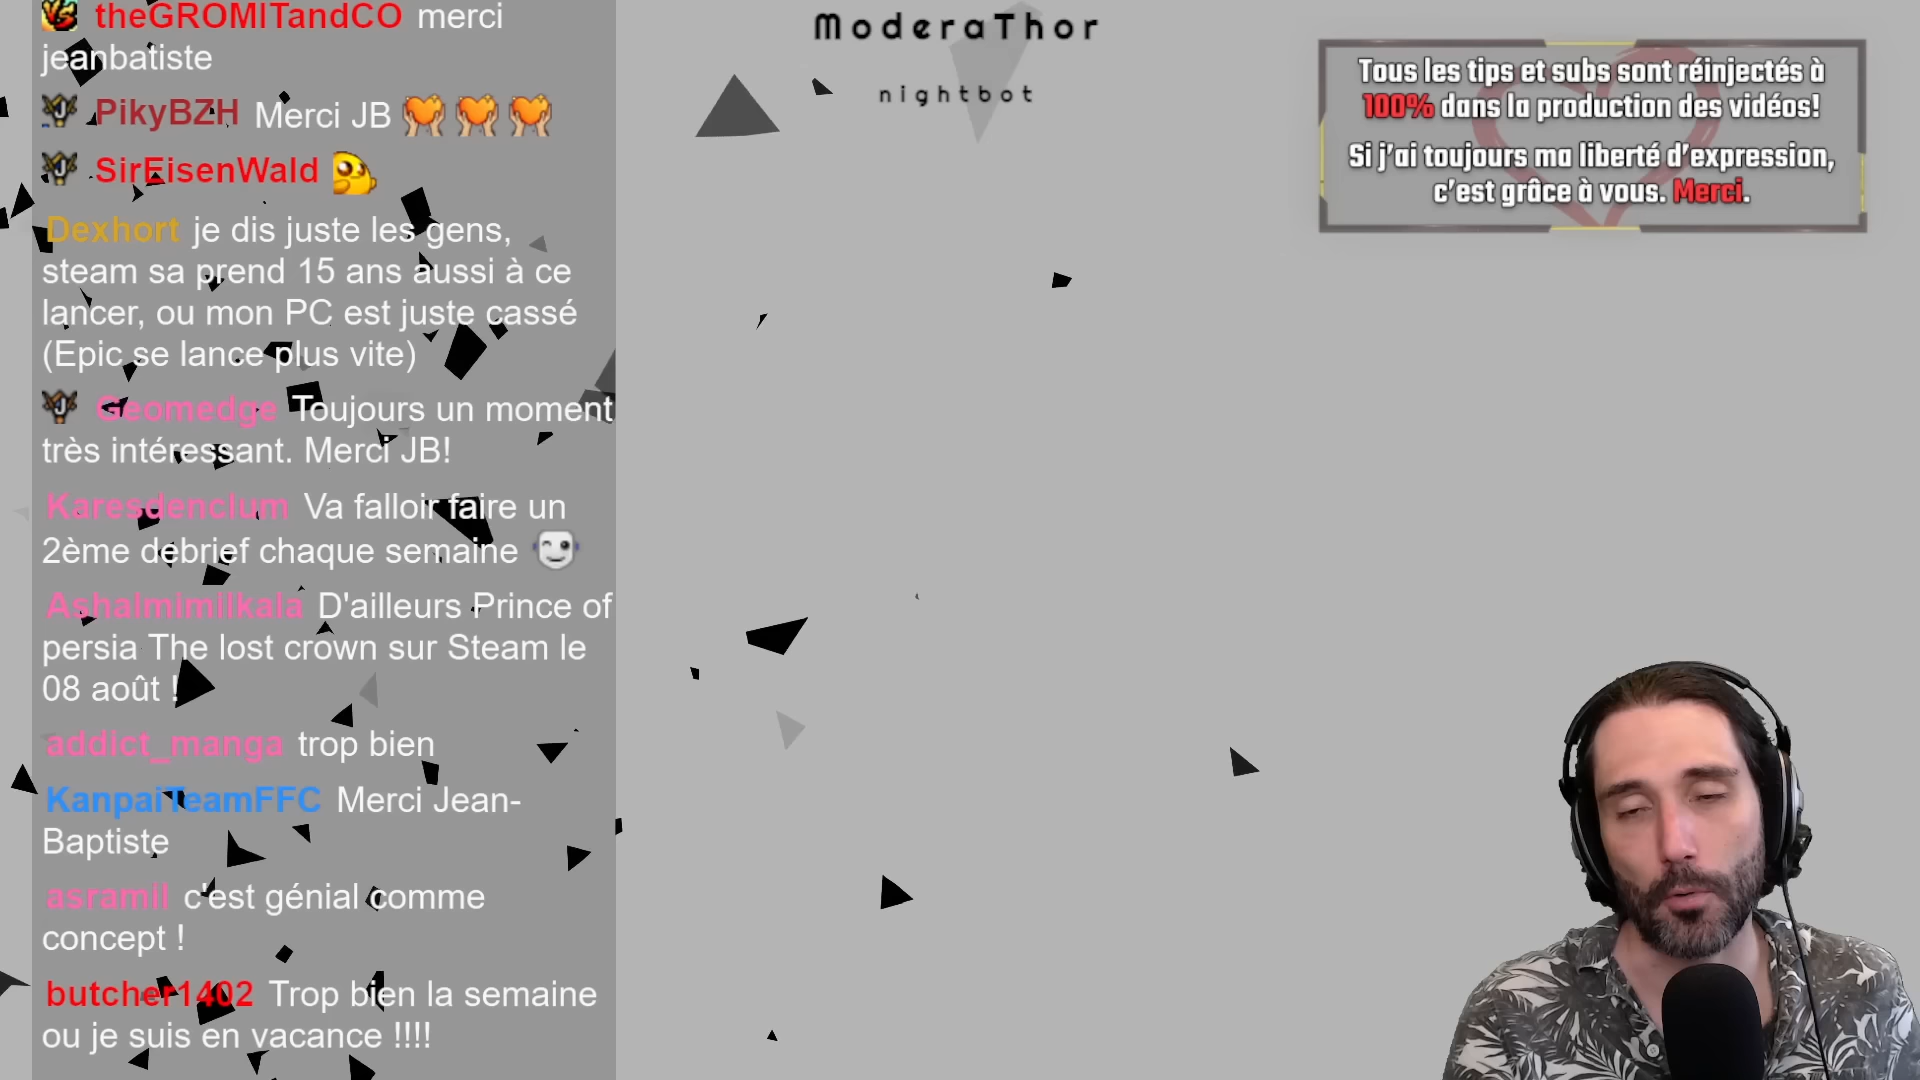 theGROMITandCO merci
jeanbatiste
PikyBZH Merci JB
SirEisenWald
Dexhort je dis juste les gens,
steam sa prend 15 ans aussi à ce
lancer, ou mon PC est juste cassé
(Epic se lance plus vite)
Geomedge Toujours un moment
très intéressant. Merci JB!
Karesdenclum Va falloir faire un
2ème debrief chaque semaine
Ashalmimilkala D'ailleurs Prince of
persia The lost crown sur Steam le
08 août !
addict_manga trop bien
KanpaiTeamFFC Merci Jean-
Baptiste
asramil c'est génial comme
concept !
butcher1402 Trop bien la semaine
ou je suis en vacance !!!!
ModeraThor
nightbot
Tous les tips et subs sont réinjectés à
100% dans la production des vidéos!
Si j'ai toujours ma liberté d'expression,
c'est grâce à vous. Merci.